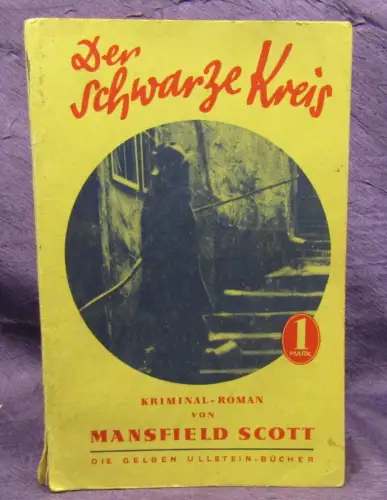 Der
schwarze Kreis
1
MARK
KRIMINAL-ROMAN
VON
MANSFIELD SCOTT
DIE GELBEN ULLSTEIN-BÜCHER